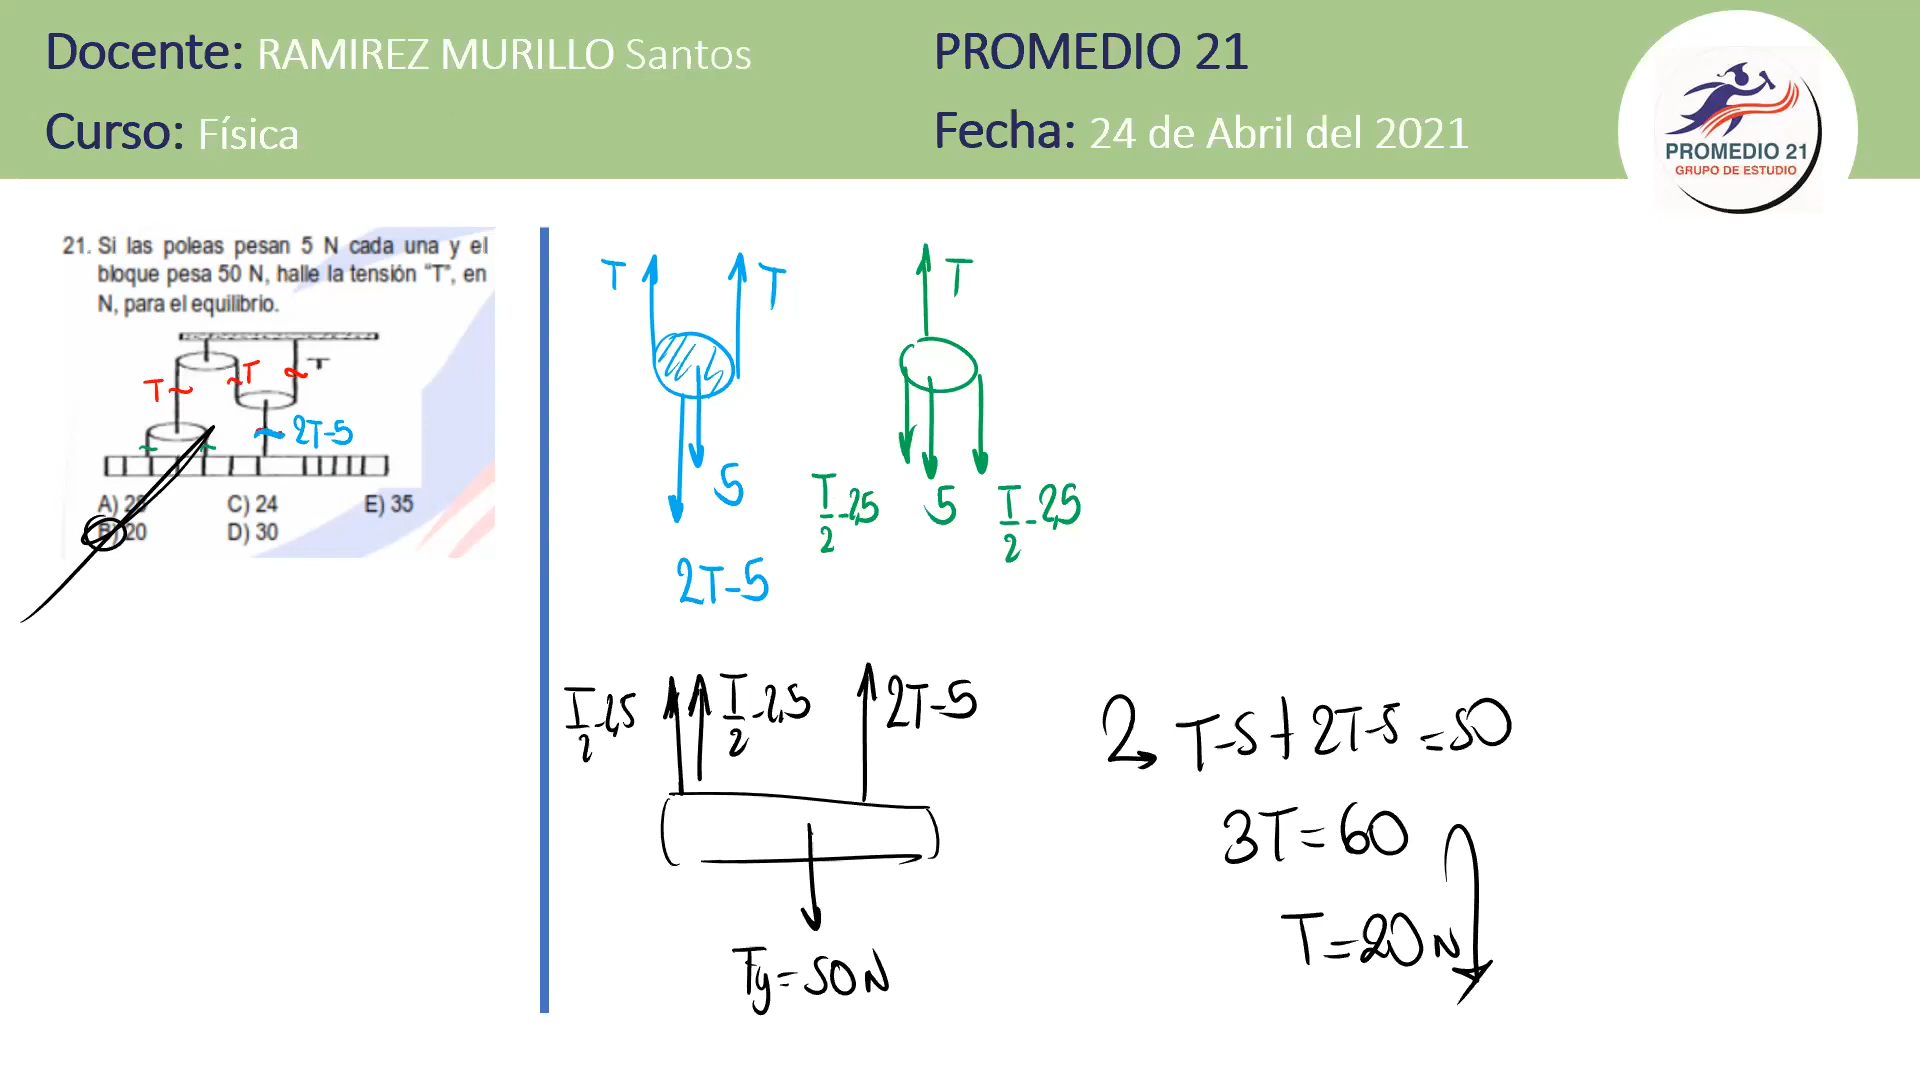 Docente: RAMIREZ MURILLO Santos
PROMEDIO 21
Curso: Física
Fecha: 24 de Abril del 2021
PROMEDIO 21
GRUPO DE ESTUDIO
21. Si las poleas pesan 5 N cada una y el
bloque pesa 50 N, halle la tensión “T”, en
N, para el equilibrio.
T
T
T
2T-5
A) C) 24 E) 35
B) 20 D) 30
T T
5
2T-5
T
T/2-2,5 5 T/2-2,5
T/2-2,5 T/2-2,5 2T-5
Fy=50N
T-5+2T-5=50
3T=60
T=20N